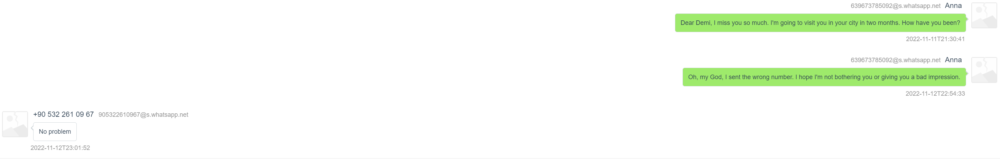 639673785092@s.whatsapp.net Anna
Dear Demi, I miss you so much. I'm going to visit you in your city in two months. How have you been?
2022-11-11T21:30:41
639673785092@s.whatsapp.net Anna
Oh, my God, I sent the wrong number. I hope I'm not bothering you or giving you a bad impression.
2022-11-12T22:54:33
+90 532 261 09 67 905322610967@s.whatsapp.net
No problem
2022-11-12T23:01:52